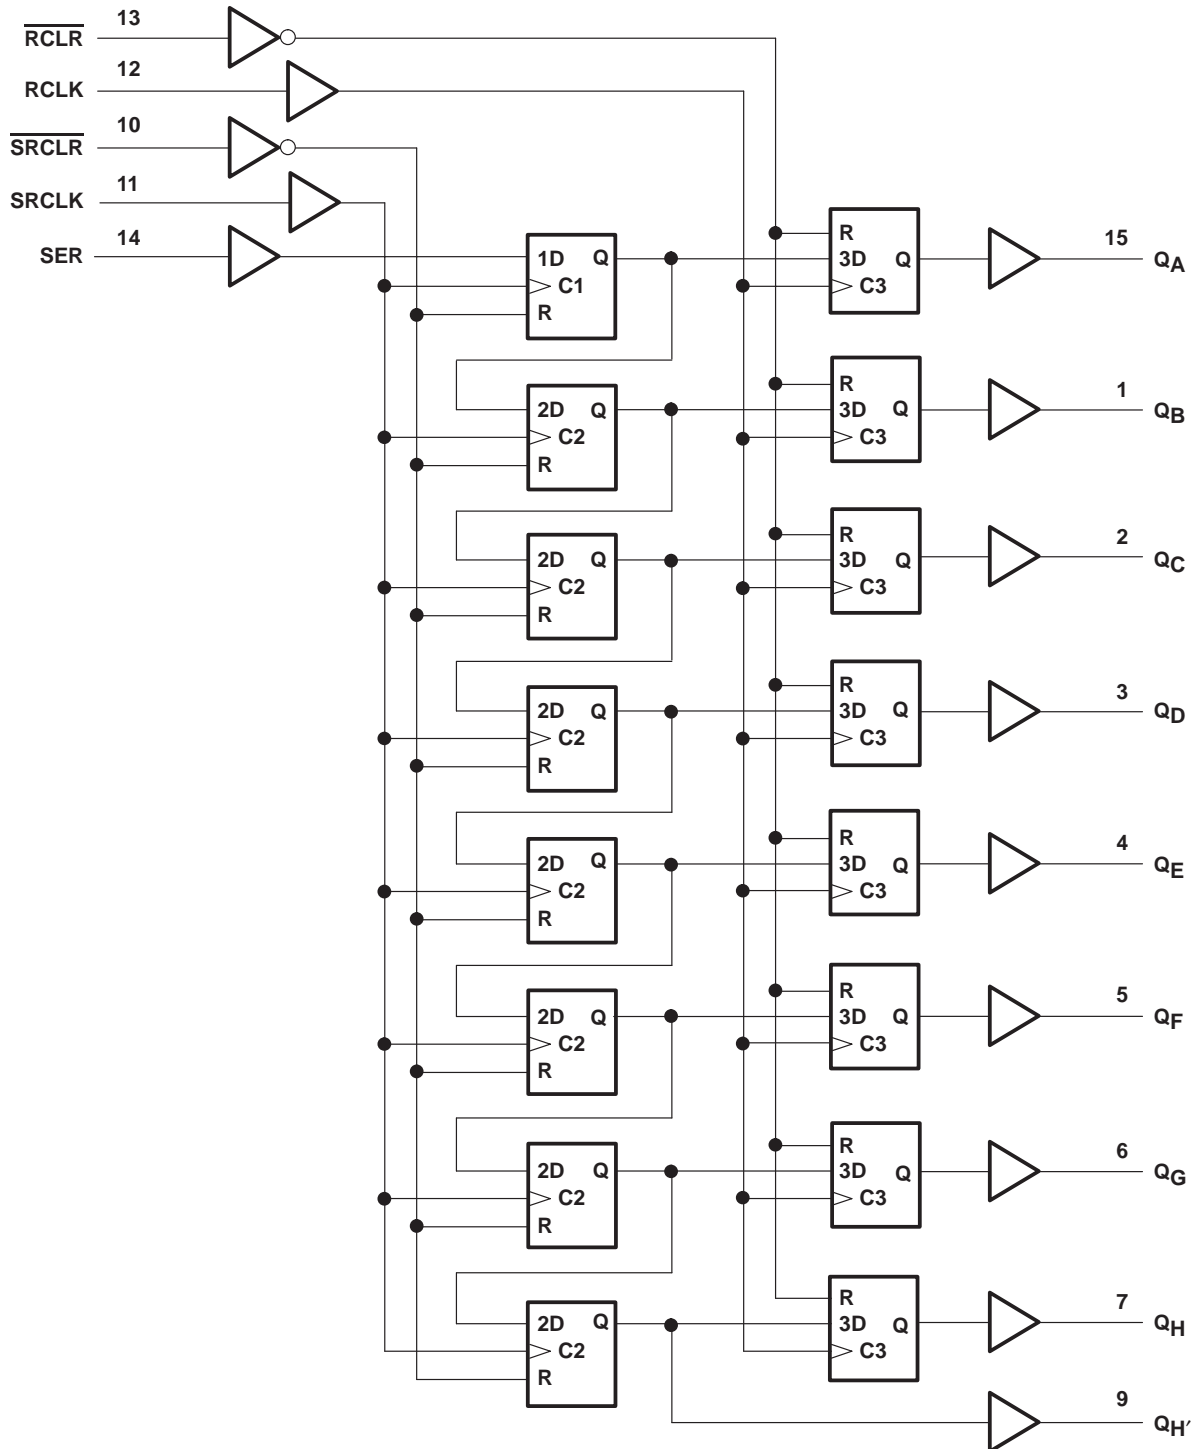 13
R̅C̅L̅R̅
12
RCLK
10
S̅R̅C̅L̅R̅
11
SRCLK
14
SER
1D Q
C1
R
R
3D Q
C3
15
QA
2D Q
C2
R
R
3D Q
C3
1
QB
2D Q
C2
R
R
3D Q
C3
2
QC
2D Q
C2
R
R
3D Q
C3
3
QD
2D Q
C2
R
R
3D Q
C3
4
QE
2D Q
C2
R
R
3D Q
C3
5
QF
2D Q
C2
R
R
3D Q
C3
6
QG
2D Q
C2
R
R
3D Q
C3
7
QH
9
QH′